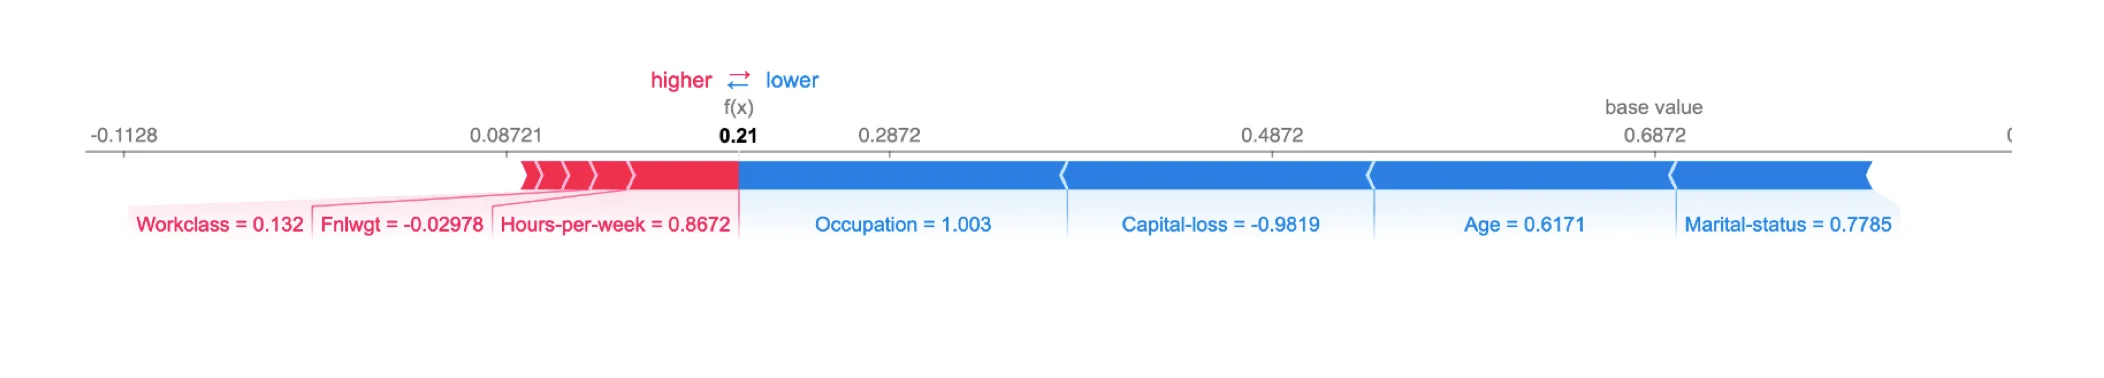 higher lower
f(x) base value
-0.1128 0.08721 0.21 0.2872 0.4872 0.6872
Workclass = 0.132 Fnlwgt = -0.02978 Hours-per-week = 0.8672 Occupation = 1.003 Capital-loss = -0.9819 Age = 0.6171 Marital-status = 0.7785